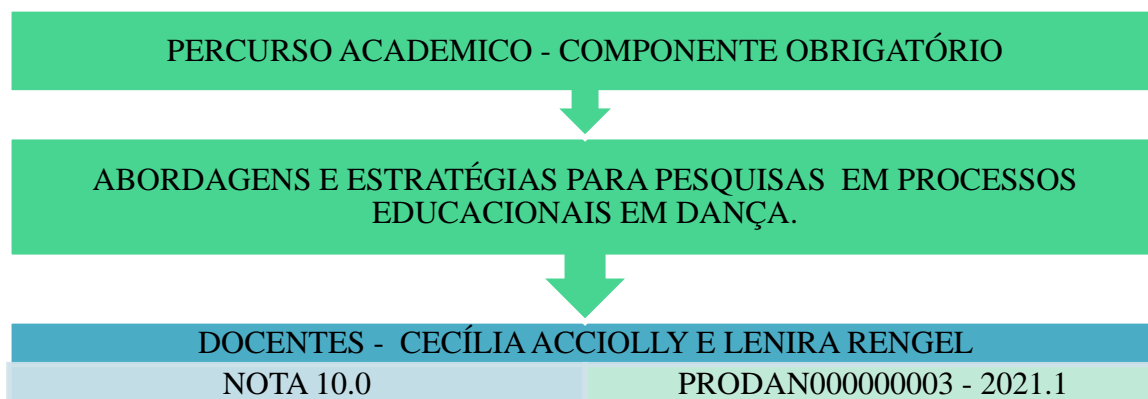 PERCURSO ACADEMICO - COMPONENTE OBRIGATÓRIO
ABORDAGENS E ESTRATÉGIAS PARA PESQUISAS EM PROCESSOS
EDUCACIONAIS EM DANÇA.
DOCENTES - CECÍLIA ACCIOLLY E LENIRA RENGEL
NOTA 10.0
PRODAN000000003 - 2021.1